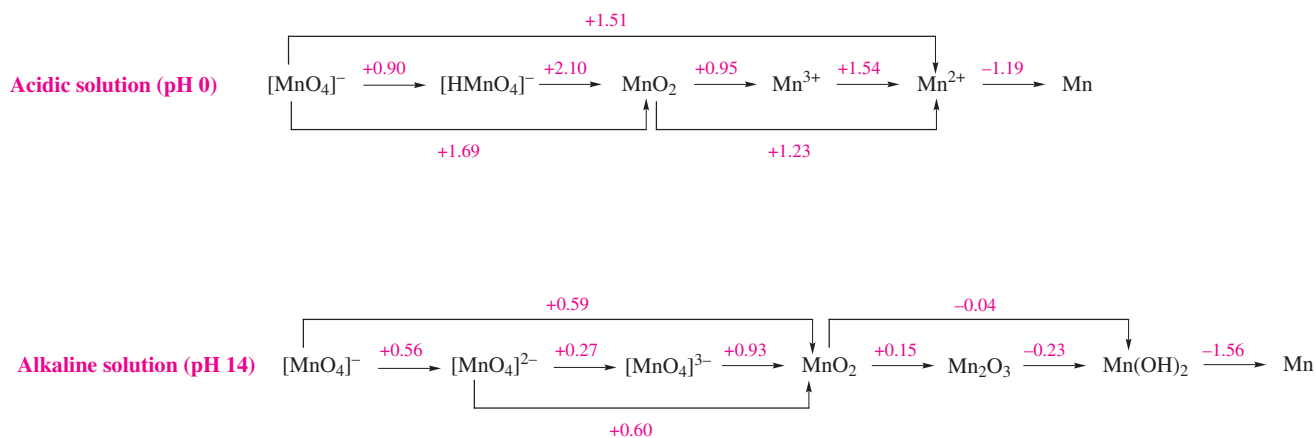 +1.51
Acidic solution (pH 0) [MnO₄]⁻ +0.90 [HMnO₄]⁻ +2.10 MnO₂ +0.95 Mn³⁺ +1.54 Mn²⁺ –1.19 Mn
+1.69 +1.23
+0.59 –0.04
Alkaline solution (pH 14) [MnO₄]⁻ +0.56 [MnO₄]²⁻ +0.27 [MnO₄]³⁻ +0.93 MnO₂ +0.15 Mn₂O₃ –0.23 Mn(OH)₂ –1.56 Mn
+0.60